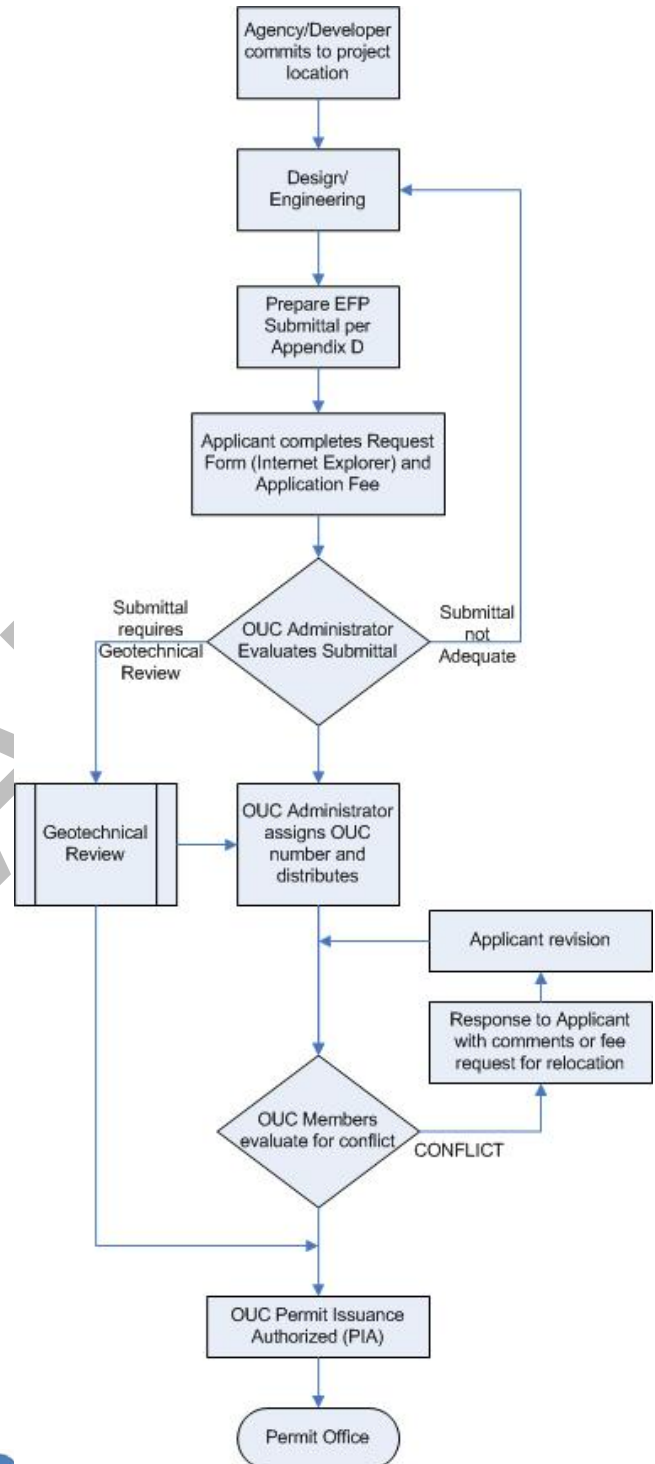 Agency/Developer
commits to project
location
Design/
Engineering
Prepare EFP
Submittal per
Appendix D
Applicant completes Request
Form (Internet Explorer) and
Application Fee
Submittal
requires
Geotechnical
Review
OUC Administrator
Evaluates Submittal
Submittal
not
Adequate
Geotechnical
Review
OUC Administrator
assigns OUC
number and
distributes
Applicant revision
Response to Applicant
with comments or fee
request for relocation
OUC Members
evaluate for conflict
CONFLICT
OUC Permit Issuance
Authorized (PIA)
Permit Office